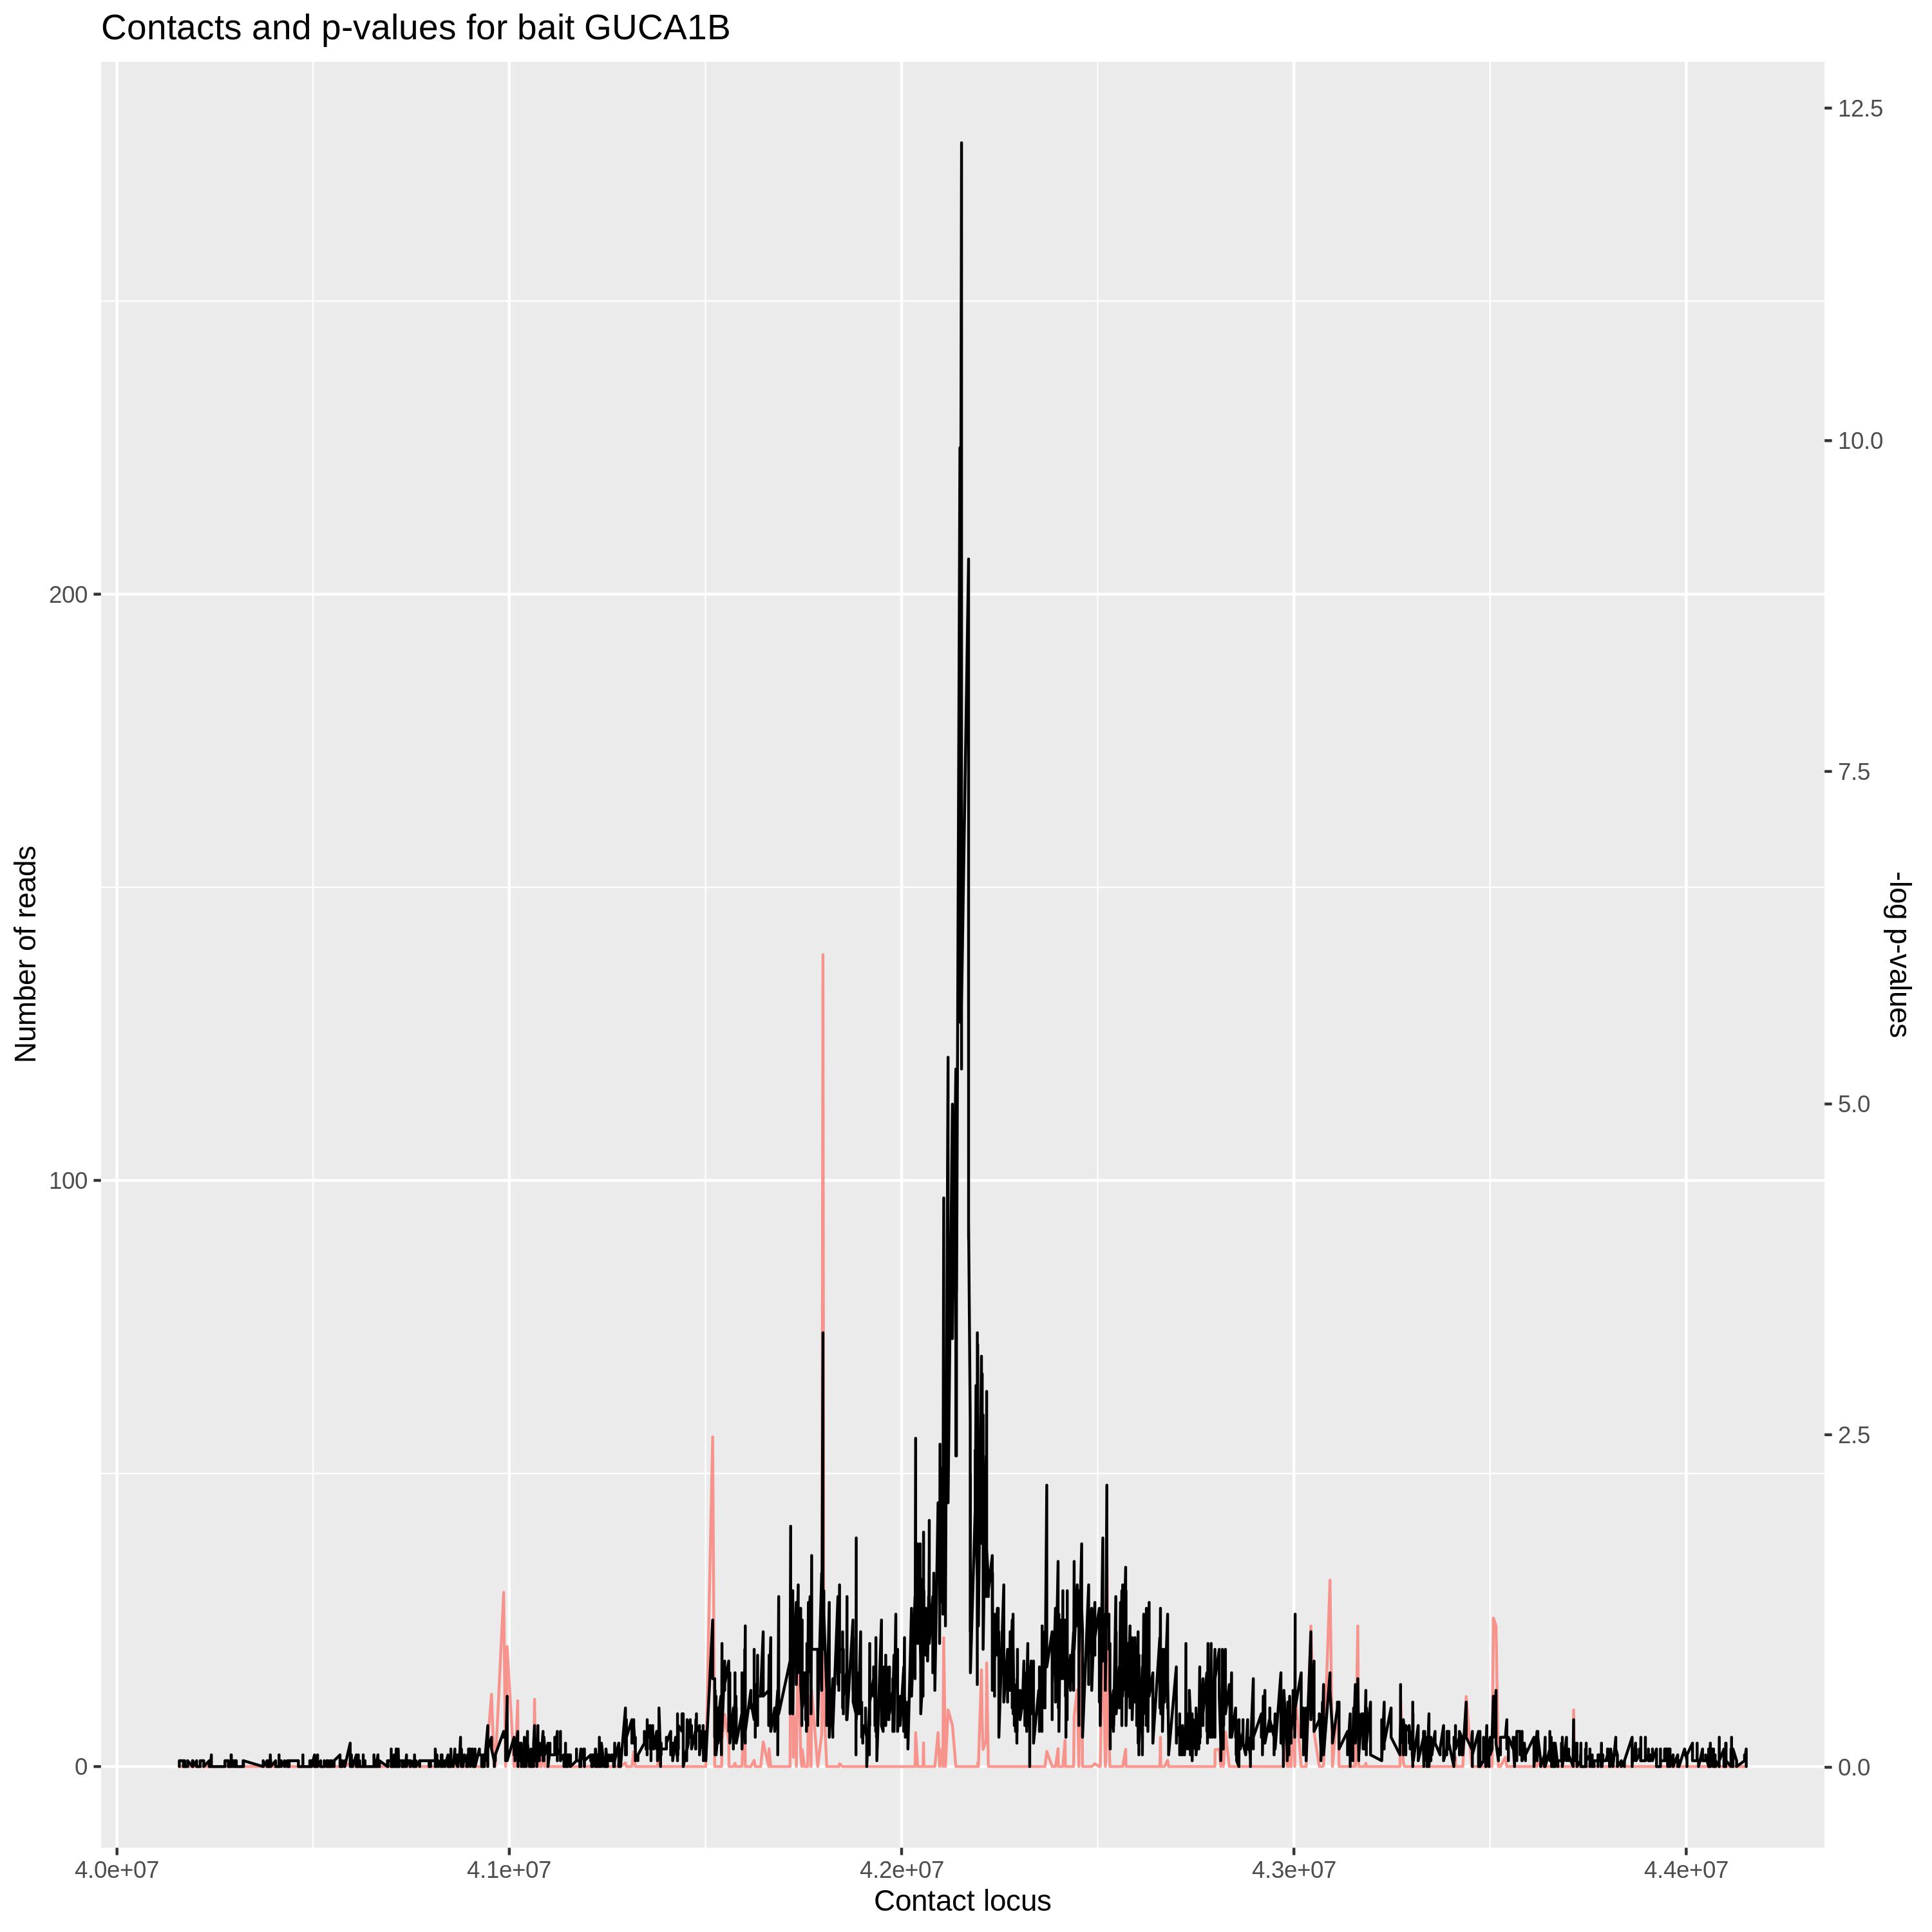 Contacts and p-values for bait GUCA1B
Number of reads
200
100
0
12.5
10.0
7.5
5.0
2.5
0.0
-log p-values
4.0e+07
4.1e+07
4.2e+07
4.3e+07
4.4e+07
Contact locus